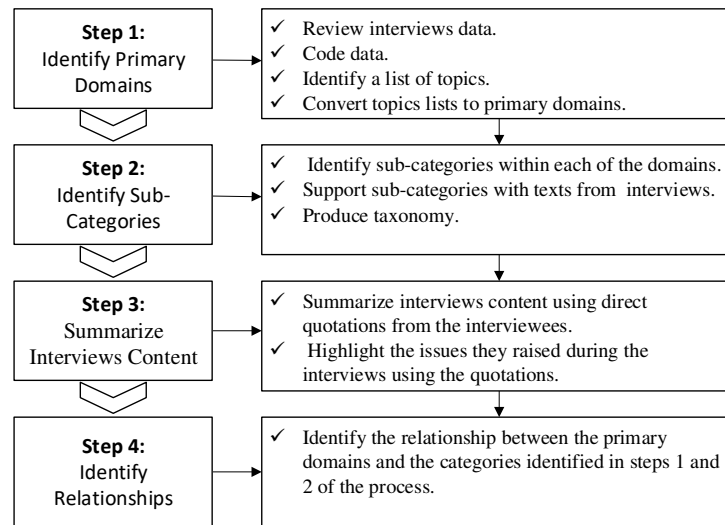 Step 1:
Identify Primary
Domains
✓ Review interviews data.
✓ Code data.
✓ Identify a list of topics.
✓ Convert topics lists to primary domains.
Step 2:
Identify Sub-
Categories
✓ Identify sub-categories within each of the domains.
✓ Support sub-categories with texts from interviews.
✓ Produce taxonomy.
Step 3:
Summarize
Interviews Content
✓ Summarize interviews content using direct
quotations from the interviewees.
✓ Highlight the issues they raised during the
interviews using the quotations.
Step 4:
Identify
Relationships
✓ Identify the relationship between the primary
domains and the categories identified in steps 1 and
2 of the process.